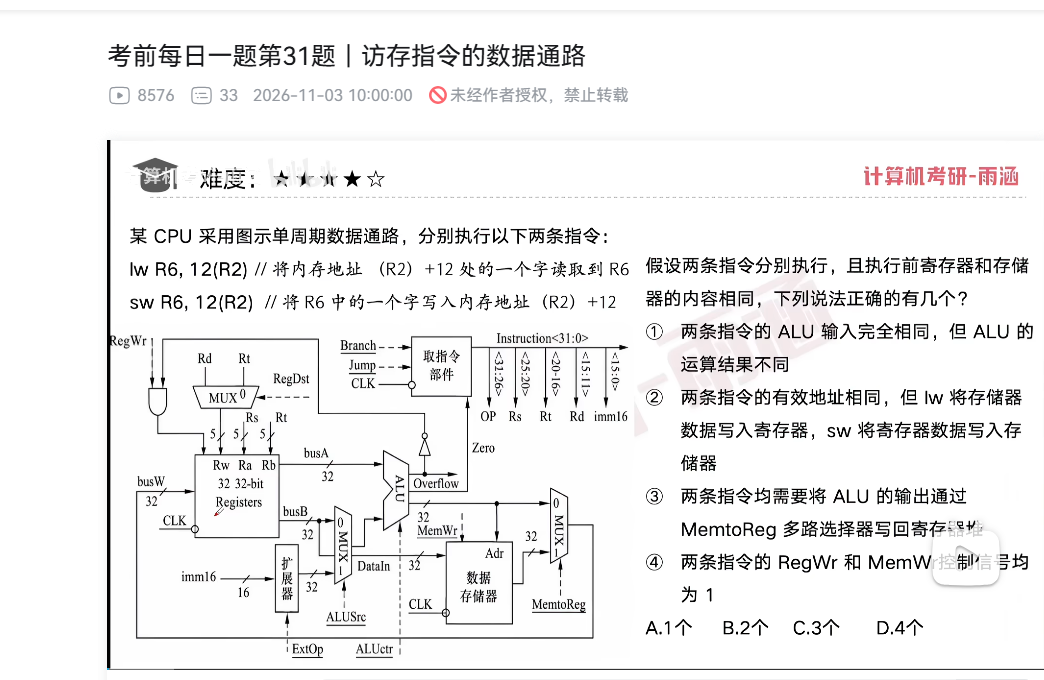 考前每日一题第31题｜访存指令的数据通路
8576 33 2026-11-03 10:00:00 未经作者授权，禁止转载
难度：★★★★☆
计算机考研-雨涵
某 CPU 采用图示单周期数据通路，分别执行以下两条指令：
lw R6, 12(R2) // 将内存地址 （R2）+12 处的一个字读取到 R6
sw R6, 12(R2) // 将 R6 中的一个字写入内存地址（R2）+12
RegWr
Rd Rt
RegDst
MUX 0
Rs Rt
5 5 5
Rw Ra Rb
32 32-bit
Registers
busW
32
CLK
busA
32
busB
32
imm16
16
扩展器
32
ExtOp
0
MUX
1
ALUSrc
DataIn
32
ALU
ALUctr
Overflow
Zero
32
MemWr
Adr
数据
存储器
CLK
32
0
MUX
1
MemtoReg
Branch
Jump
CLK
取指令
部件
Instruction<31:0>
<31:26>
<25:20>
<20-16>
<15:11>
<15:0>
OP Rs Rt Rd imm16
假设两条指令分别执行，且执行前寄存器和存储
器的内容相同，下列说法正确的有几个？
① 两条指令的 ALU 输入完全相同，但 ALU 的
运算结果不同
② 两条指令的有效地址相同，但 lw 将存储器
数据写入寄存器，sw 将寄存器数据写入存
储器
③ 两条指令均需要将 ALU 的输出通过
MemtoReg 多路选择器写回寄存器堆
④ 两条指令的 RegWr 和 MemWr控制信号均
为 1
A.1个 B.2个 C.3个 D.4个